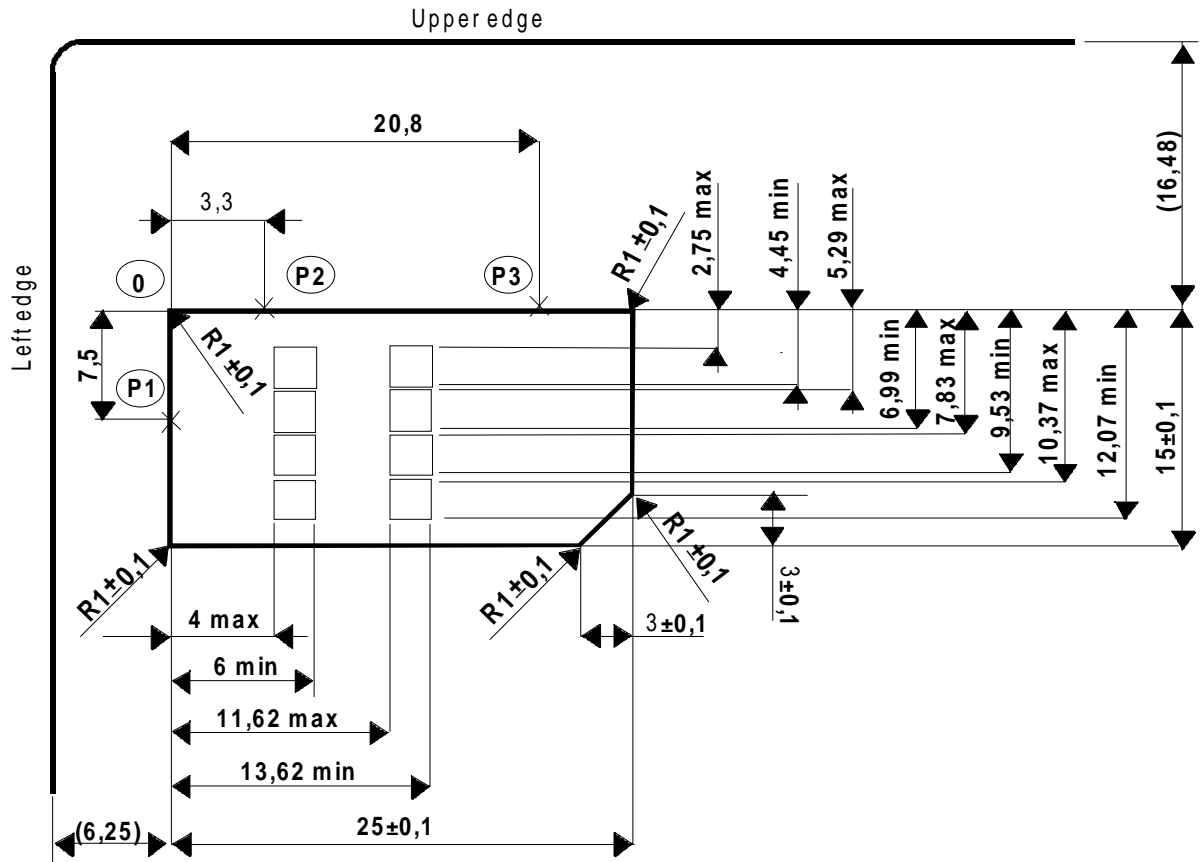 Upper edge
Left edge
20,8
3,3
0
P2
P3
R1±0,1
2,75 max
4,45 min
5,29 max
(16,48)
7,5
P1
R1±0,1
6,99 min
7,83 max
9,53 min
10,37 max
12,07 min
15±0,1
R1±0,1
R1±0,1
R1±0,1
3±0,1
3±0,1
4 max
6 min
11,62 max
13,62 min
(6,25)
25±0,1